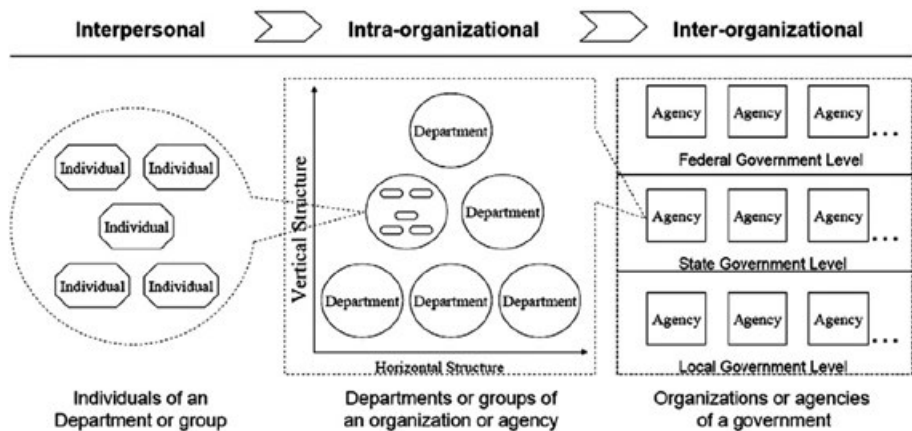 Interpersonal Intra-organizational Inter-organizational
Individual Individual
Individual
Individual Individual
Individuals of an
Department or group
Vertical Structure
Department
Department
Department Department Department
Horizontal Structure
Departments or groups of
an organization or agency
Agency Agency Agency ...
Federal Government Level
Agency Agency Agency ...
State Government Level
Agency Agency Agency ...
Local Government Level
Organizations or agencies
of a government